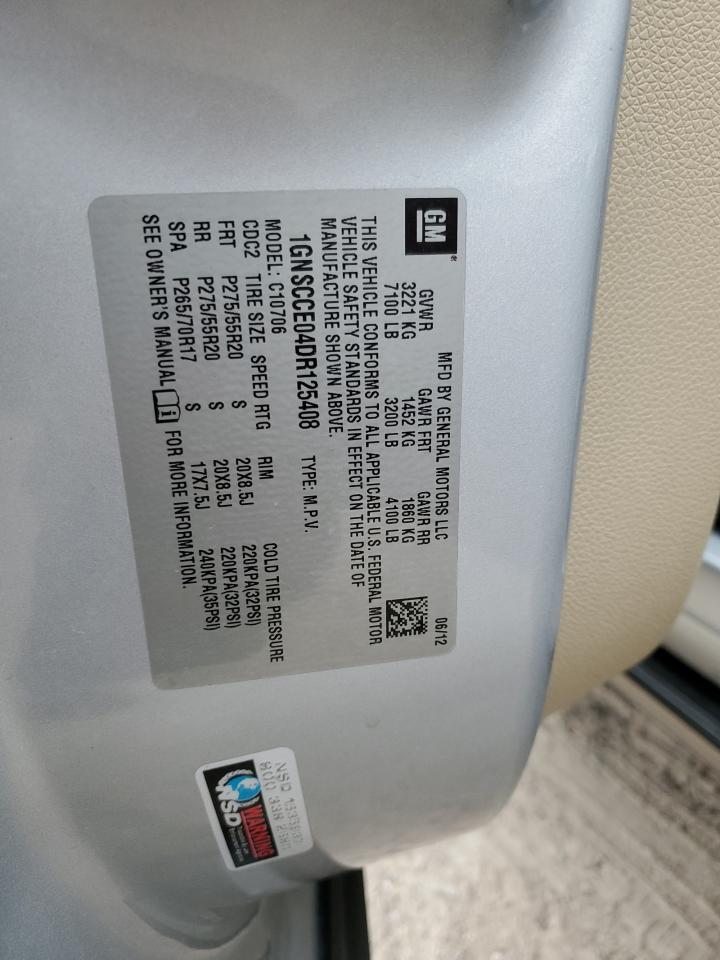 GM
MFD BY GENERAL MOTORS LLC 06/12
GVWR GAWR FRT GAWR RR
3221 KG 1452 KG 1860 KG
7100 LB 3200 LB 4100 LB
THIS VEHICLE CONFORMS TO ALL APPLICABLE U.S. FEDERAL MOTOR
VEHICLE SAFETY STANDARDS IN EFFECT ON THE DATE OF
MANUFACTURE SHOWN ABOVE.
1GNSCCE04DR125408 TYPE: M.P.V.
MODEL: C10706
CDC2 TIRE SIZE SPEED RTG RIM COLD TIRE PRESSURE
FRT P275/55R20 S 20X8.5J 220KPA(32PSI)
RR P275/55R20 S 20X8.5J 220KPA(32PSI)
SPA P265/70R17 S 17X7.5J 240KPA(35PSI)
SEE OWNER'S MANUAL FOR MORE INFORMATION.
NSD
800 338
WARNING
NSD